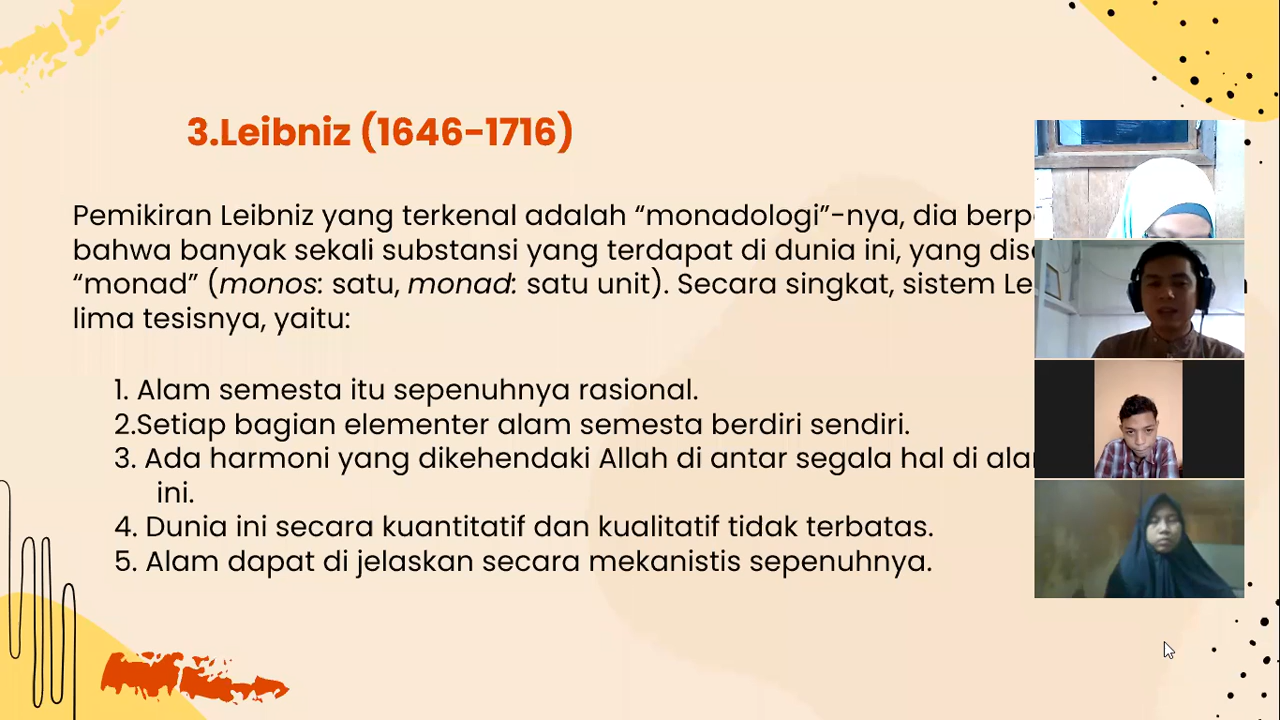 3.Leibniz (1646-1716)
Pemikiran Leibniz yang terkenal adalah “monadologi”-nya, dia
bahwa banyak sekali substansi yang terdapat di dunia ini, yang
“monad” (monos: satu, monad: satu unit). Secara singkat, sistem
lima tesisnya, yaitu:
1. Alam semesta itu sepenuhnya rasional.
2.Setiap bagian elementer alam semesta berdiri sendiri.
3. Ada harmoni yang dikehendaki Allah di antar segala hal di
ini.
4. Dunia ini secara kuantitatif dan kualitatif tidak terbatas.
5. Alam dapat di jelaskan secara mekanistis sepenuhnya.